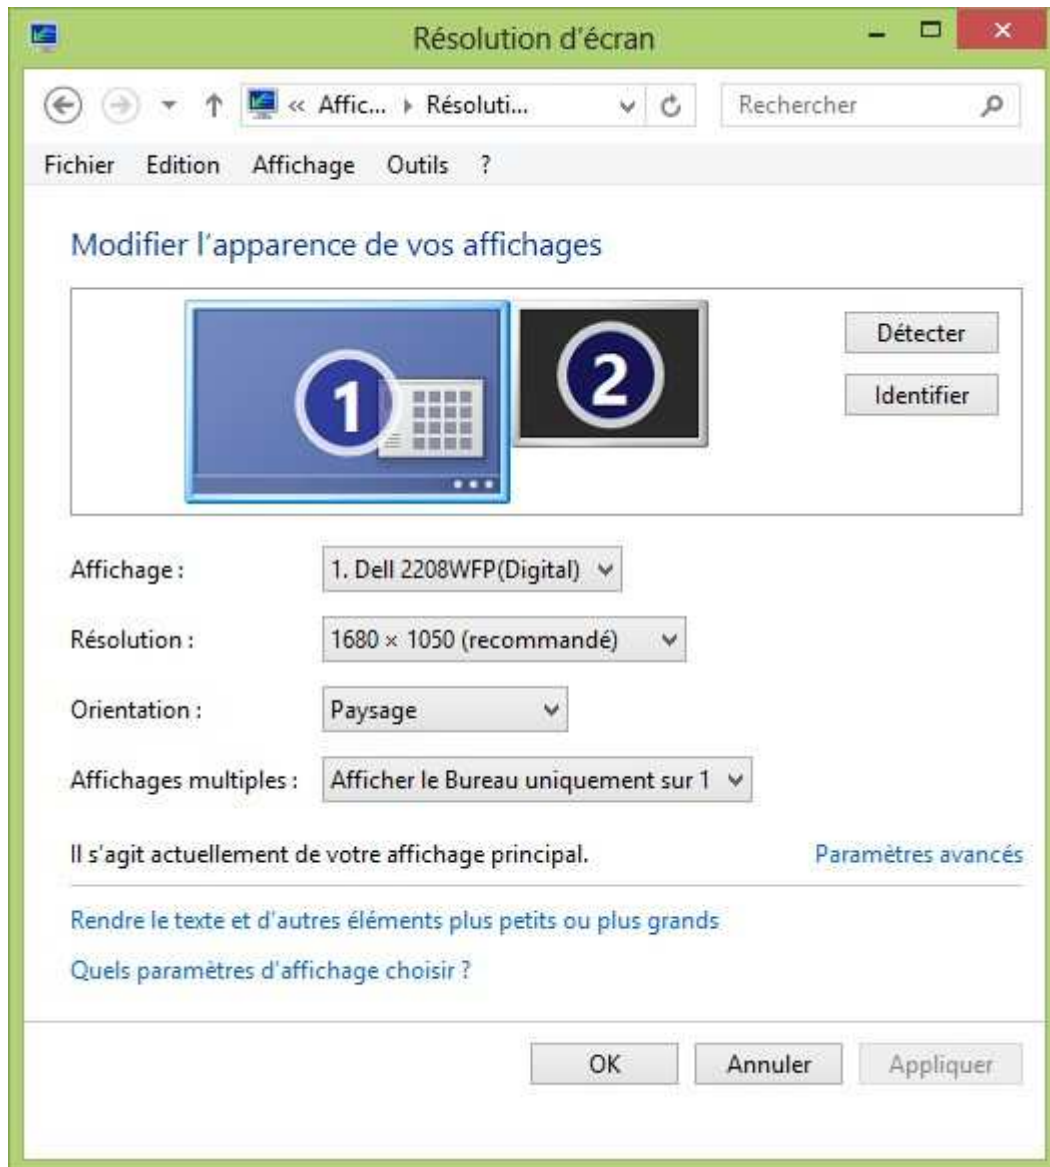 Résolution d'écran
« Affic... Résoluti... Rechercher
Fichier Edition Affichage Outils ?
Modifier l'apparence de vos affichages
1 2
Détecter
Identifier
Affichage : 1. Dell 2208WFP(Digital)
Résolution : 1680 × 1050 (recommandé)
Orientation : Paysage
Affichages multiples : Afficher le Bureau uniquement sur 1
Il s'agit actuellement de votre affichage principal. Paramètres avancés
Rendre le texte et d'autres éléments plus petits ou plus grands
Quels paramètres d'affichage choisir ?
OK Annuler Appliquer